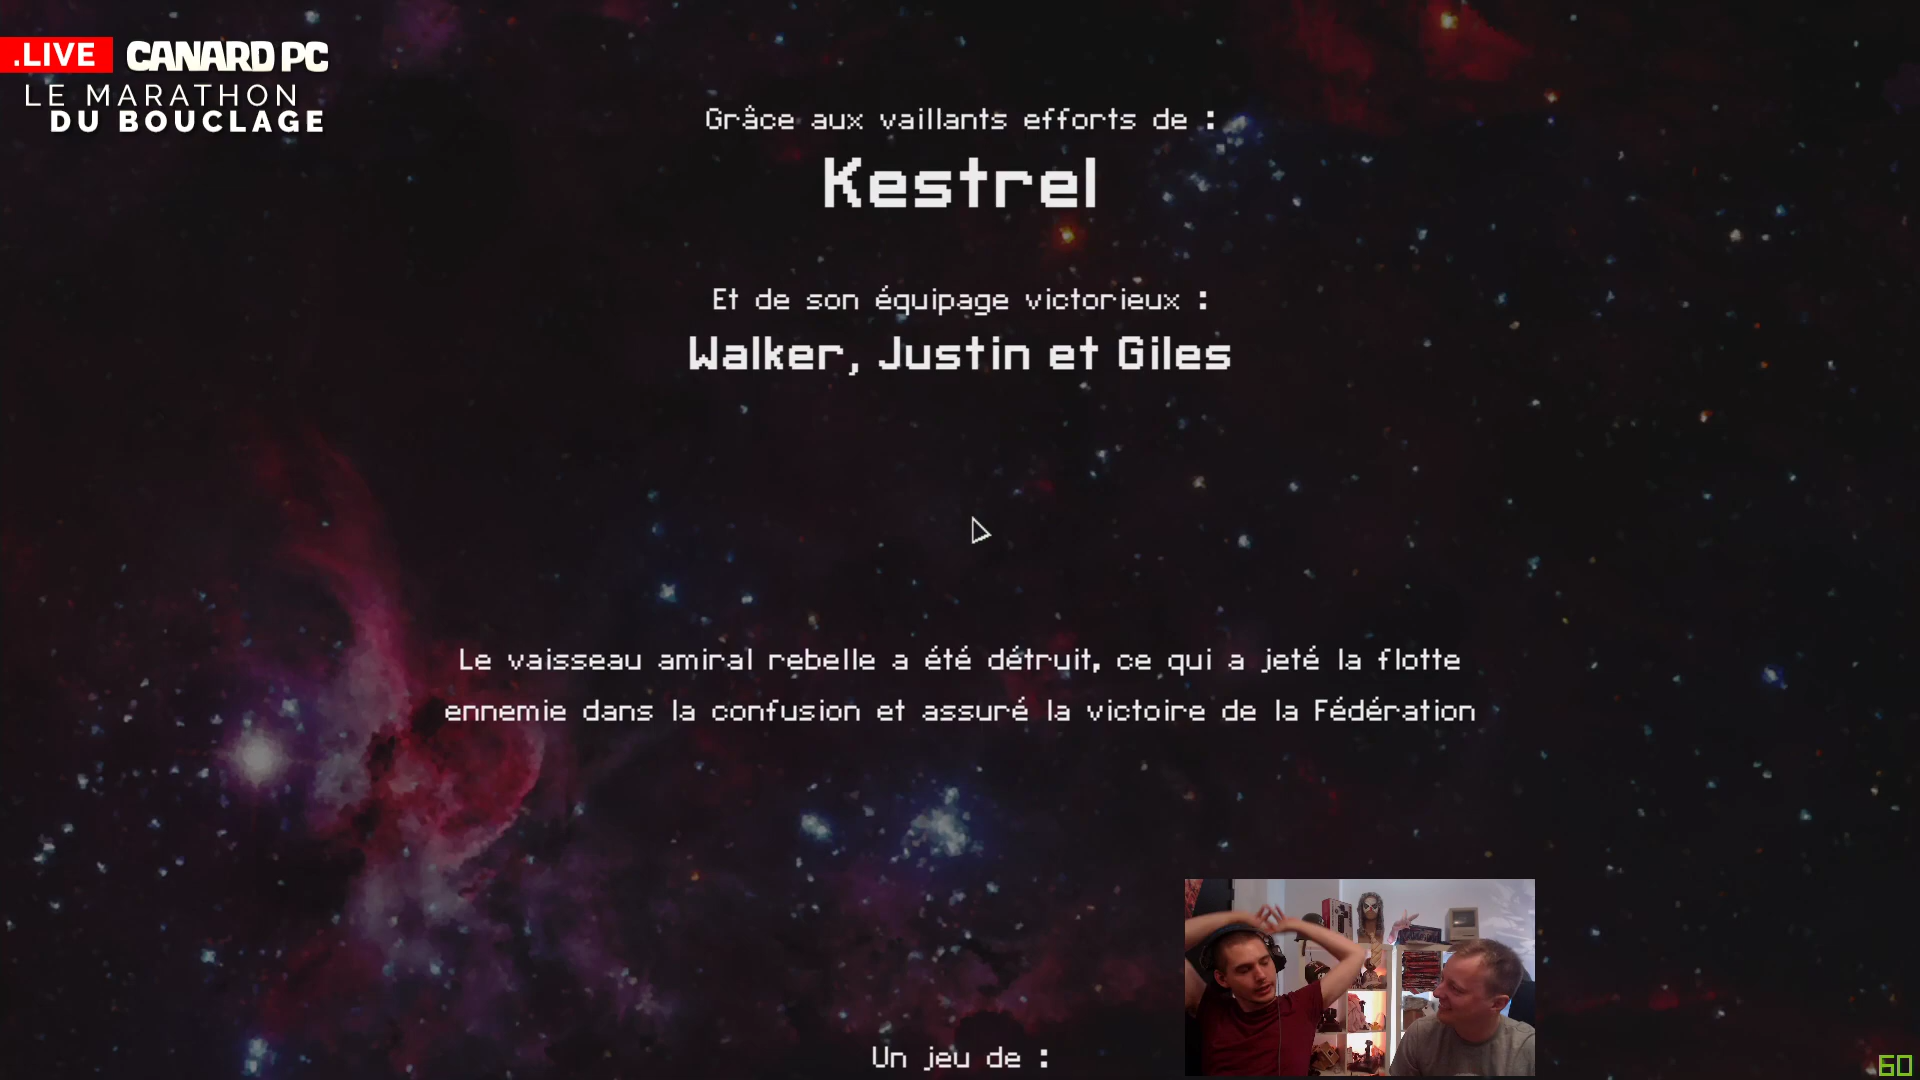 .LIVE CANARD PC
LE MARATHON
DU BOUCLAGE
Grâce aux vaillants efforts de :
Kestrel
Et de son équipage victorieux :
Walker, Justin et Giles
Le vaisseau amiral rebelle a été détruit, ce qui a jeté la flotte
ennemie dans la confusion et assuré la victoire de la Fédération
Un jeu de :
60